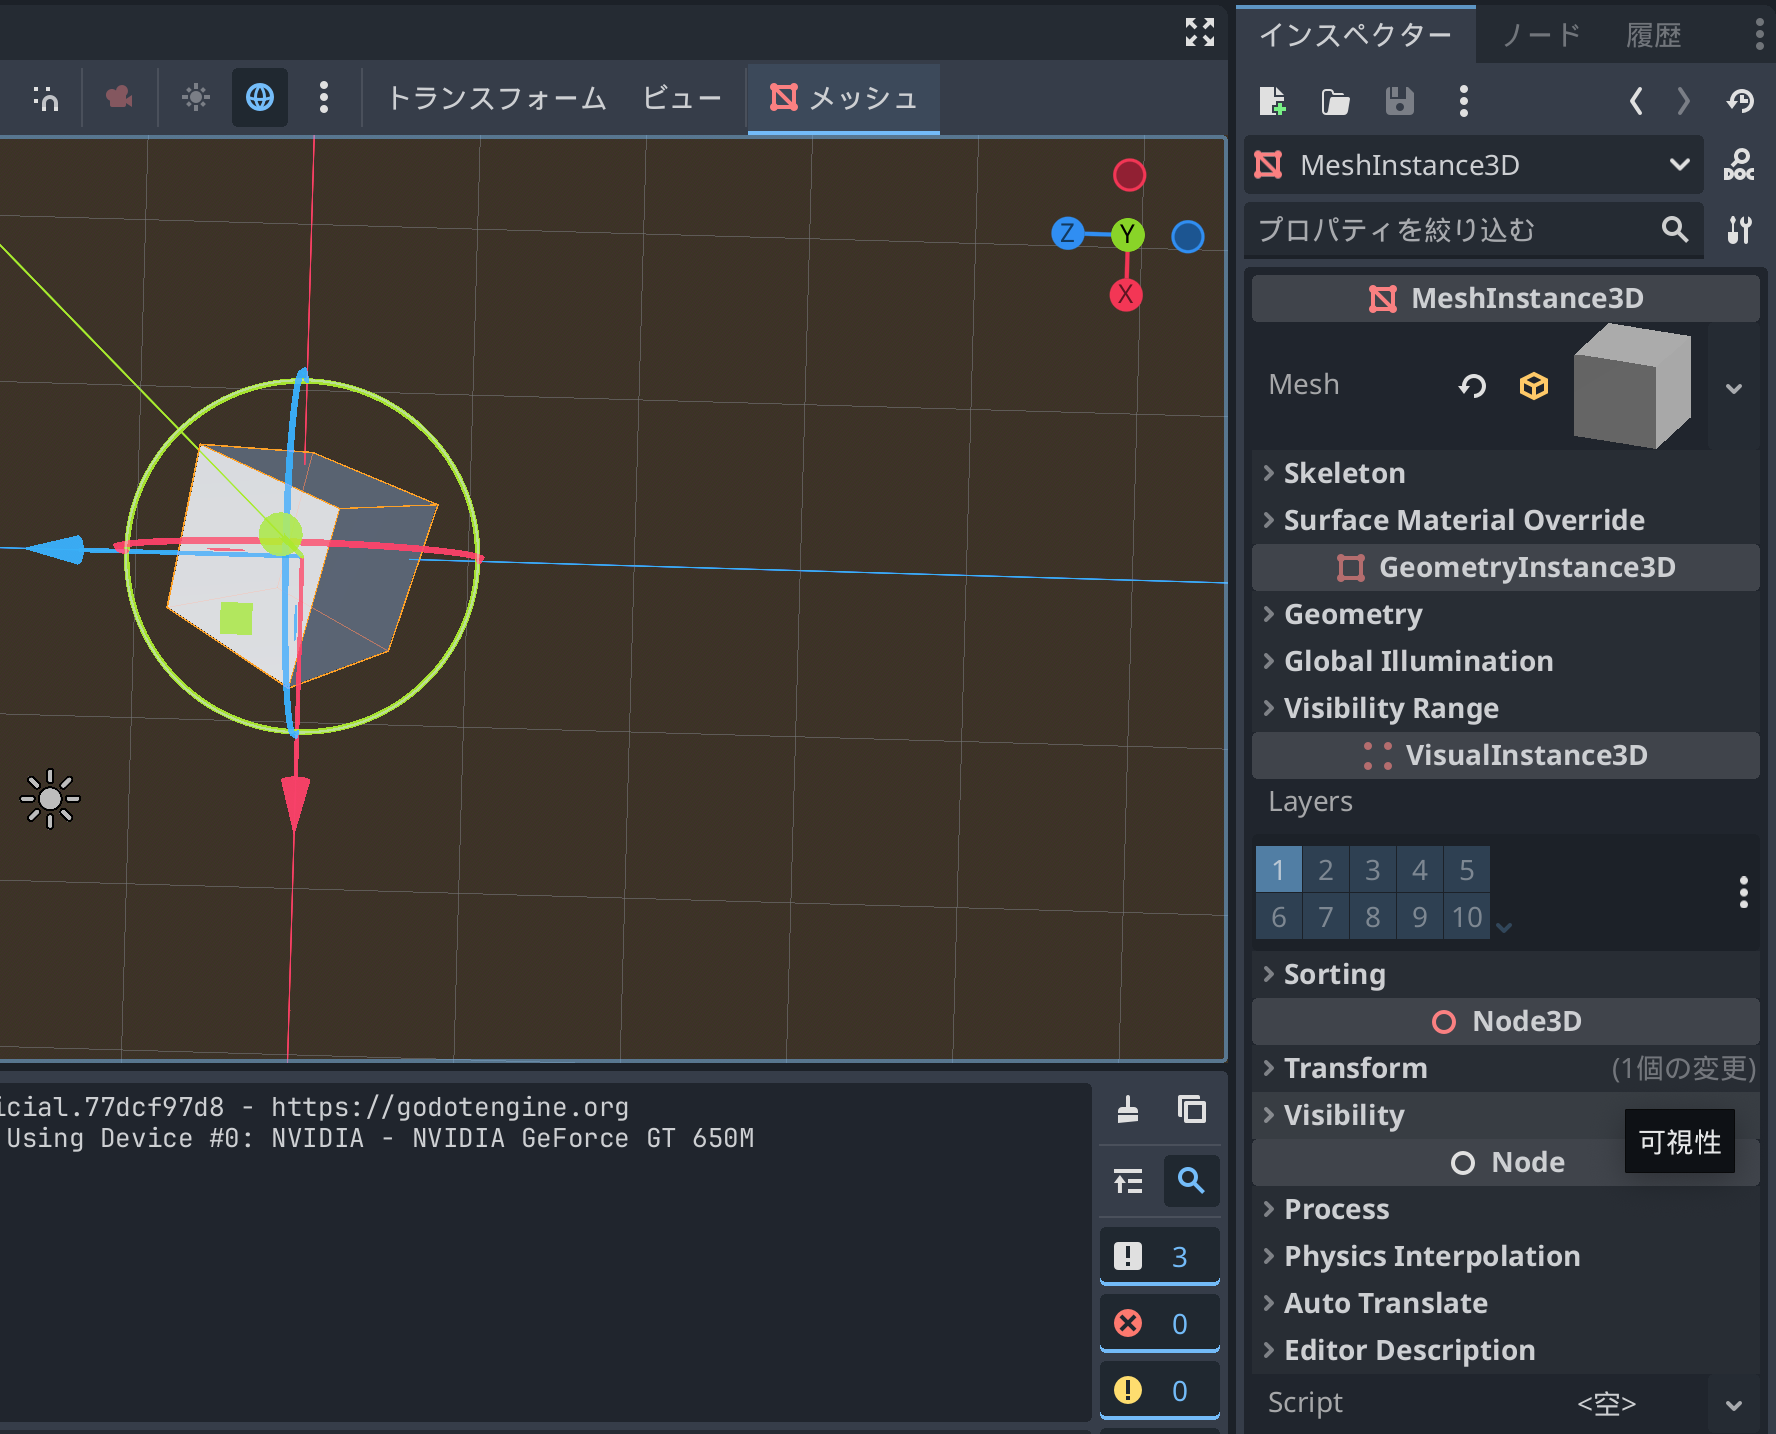 トランスフォーム ビュー メッシュ
Z Y
X
icial.77dcf97d8 - https://godotengine.org
Using Device #0: NVIDIA - NVIDIA GeForce GT 650M
3
0
0
インスペクター ノード 履歴
MeshInstance3D
DOC
プロパティを絞り込む
MeshInstance3D
Mesh
Skeleton
Surface Material Override
GeometryInstance3D
Geometry
Global Illumination
Visibility Range
VisualInstance3D
Layers
1 2 3 4 5
6 7 8 9 10
Sorting
Node3D
Transform (1個の変更)
Visibility
可視性
Node
Process
Physics Interpolation
Auto Translate
Editor Description
Script <空>